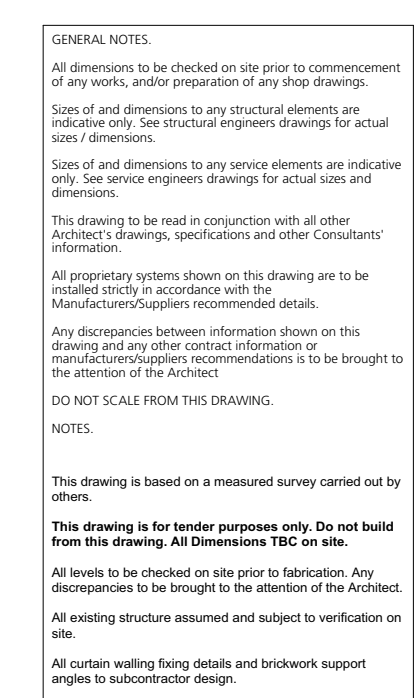 GENERAL NOTES.
All dimensions to be checked on site prior to commencement
of any works, and/or preparation of any shop drawings.
Sizes of and dimensions to any structural elements are
indicative only. See structural engineers drawings for actual
sizes / dimensions.
Sizes of and dimensions to any service elements are indicative
only. See service engineers drawings for actual sizes and
dimensions.
This drawing to be read in conjunction with all other
Architect's drawings, specifications and other Consultants'
information.
All proprietary systems shown on this drawing are to be
installed strictly in accordance with the
Manufacturers/Suppliers recommended details.
Any discrepancies between information shown on this
drawing and any other contract information or
manufacturers/suppliers recommendations is to be brought to
the attention of the Architect
DO NOT SCALE FROM THIS DRAWING.
NOTES.
This drawing is based on a measured survey carried out by
others.
This drawing is for tender purposes only. Do not build
from this drawing. All Dimensions TBC on site.
All levels to be checked on site prior to fabrication. Any
discrepancies to be brought to the attention of the Architect.
All existing structure assumed and subject to verification on
site.
All curtain walling fixing details and brickwork support
angles to subcontractor design.